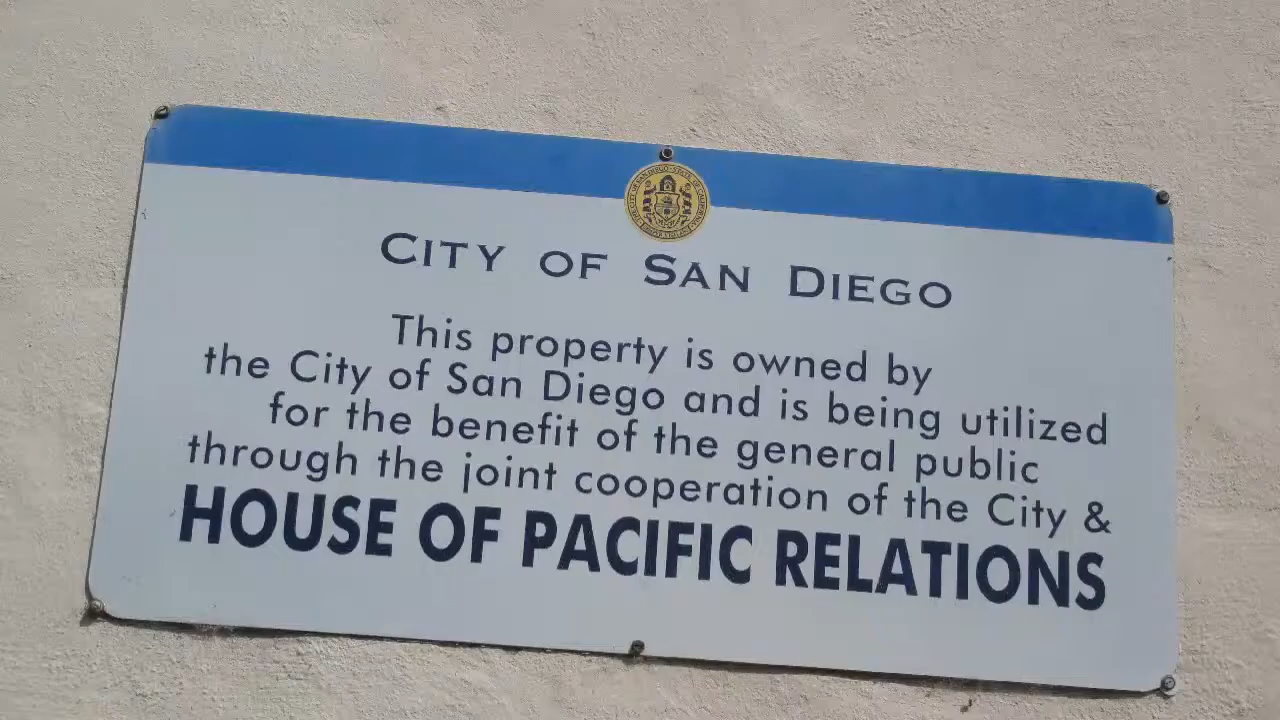 CITY OF SAN DIEGO
This property is owned by
the City of San Diego and is being utilized
for the benefit of the general public
through the joint cooperation of the City &
HOUSE OF PACIFIC RELATIONS